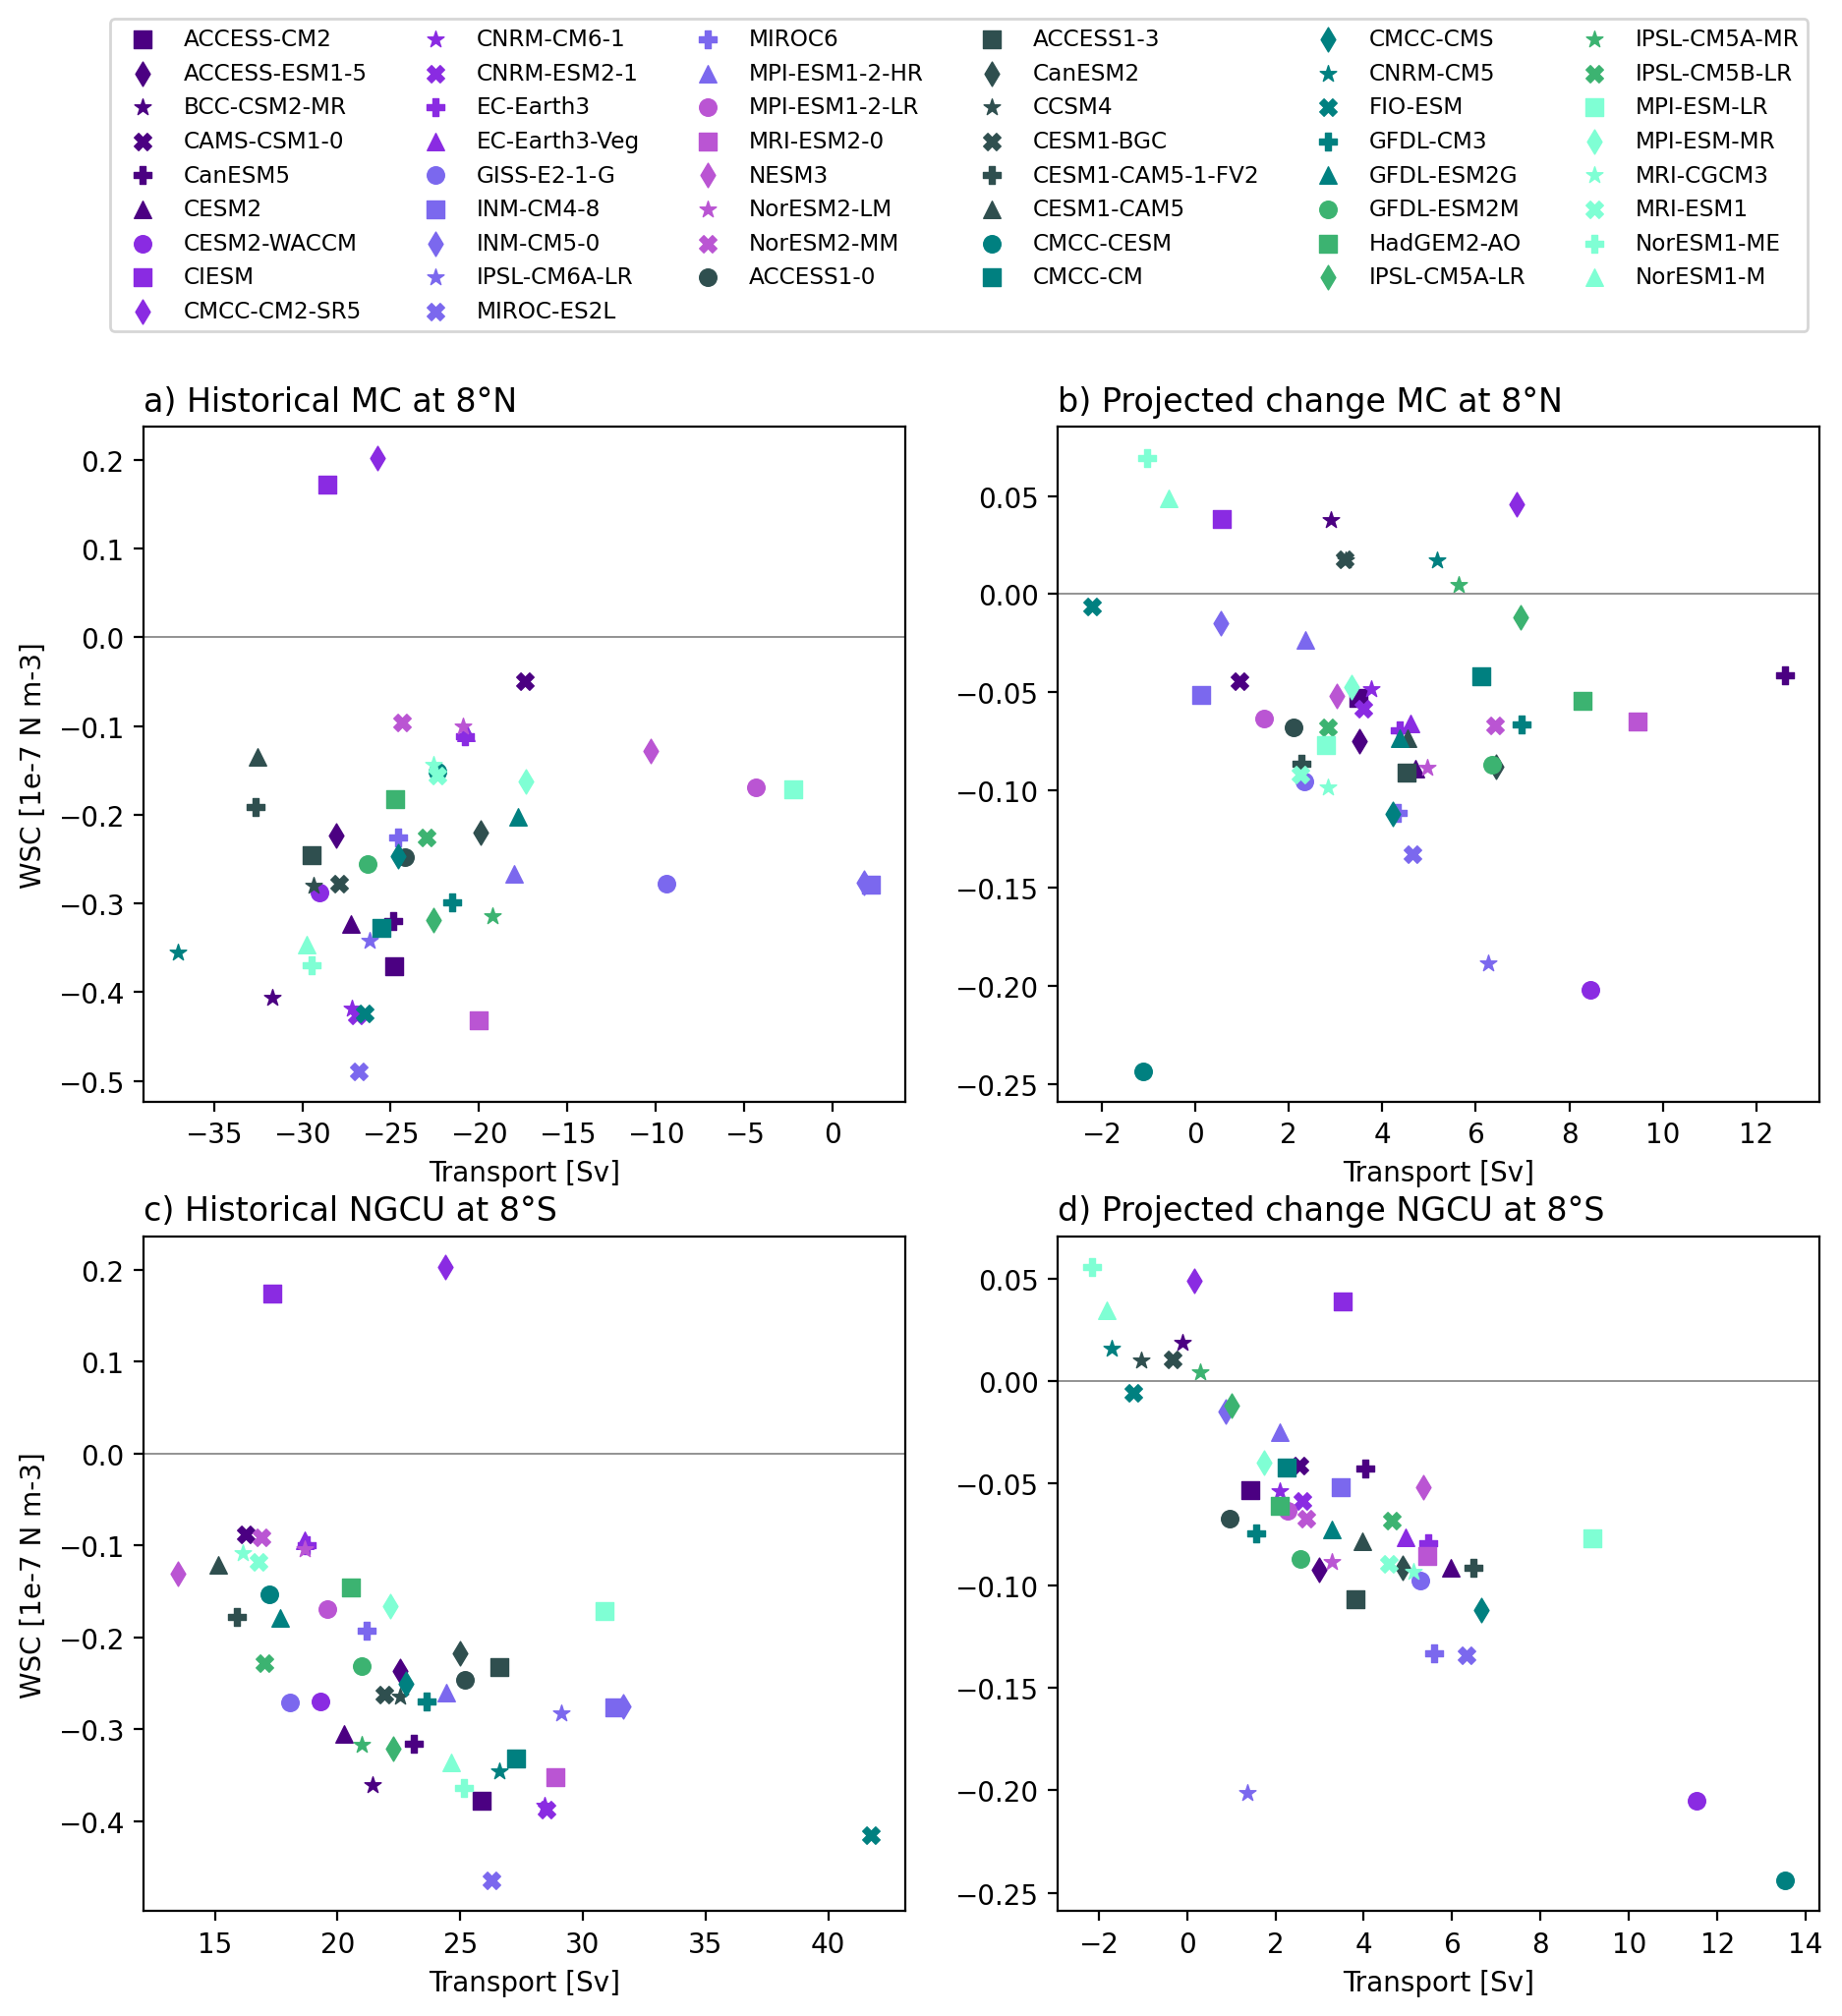 ACCESS-CM2
ACCESS-ESM1-5
BCC-CSM2-MR
CAMS-CSM1-0
CanESM5
CESM2
CESM2-WACCM
CIESM
CMCC-CM2-SR5
CNRM-CM6-1
CNRM-ESM2-1
EC-Earth3
EC-Earth3-Veg
GISS-E2-1-G
INM-CM4-8
INM-CM5-0
IPSL-CM6A-LR
MIROC-ES2L
MIROC6
MPI-ESM1-2-HR
MPI-ESM1-2-LR
MRI-ESM2-0
NESM3
NorESM2-LM
NorESM2-MM
ACCESS1-0
ACCESS1-3
CanESM2
CCSM4
CESM1-BGC
CESM1-CAM5-1-FV2
CESM1-CAM5
CMCC-CESM
CMCC-CM
CMCC-CMS
CNRM-CM5
FIO-ESM
GFDL-CM3
GFDL-ESM2G
GFDL-ESM2M
HadGEM2-AO
IPSL-CM5A-LR
IPSL-CM5A-MR
IPSL-CM5B-LR
MPI-ESM-LR
MPI-ESM-MR
MRI-CGCM3
MRI-ESM1
NorESM1-ME
NorESM1-M
a) Historical MC at 8°N
WSC [1e-7 N m-3]
0.2
0.1
0.0
−0.1
−0.2
−0.3
−0.4
−0.5
−35 −30 −25 −20 −15 −10 −5 0
Transport [Sv]
b) Projected change MC at 8°N
0.05
0.00
−0.05
−0.10
−0.15
−0.20
−0.25
−2 0 2 4 6 8 10 12
Transport [Sv]
c) Historical NGCU at 8°S
WSC [1e-7 N m-3]
0.2
0.1
0.0
−0.1
−0.2
−0.3
−0.4
15 20 25 30 35 40
Transport [Sv]
d) Projected change NGCU at 8°S
0.05
0.00
−0.05
−0.10
−0.15
−0.20
−0.25
−2 0 2 4 6 8 10 12 14
Transport [Sv]